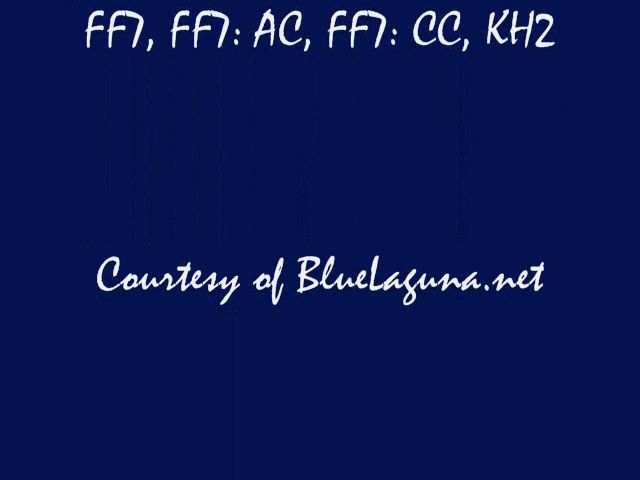 FF7, FF7: AC, FF7: CC, KH2
Courtesy of BlueLaguna.net